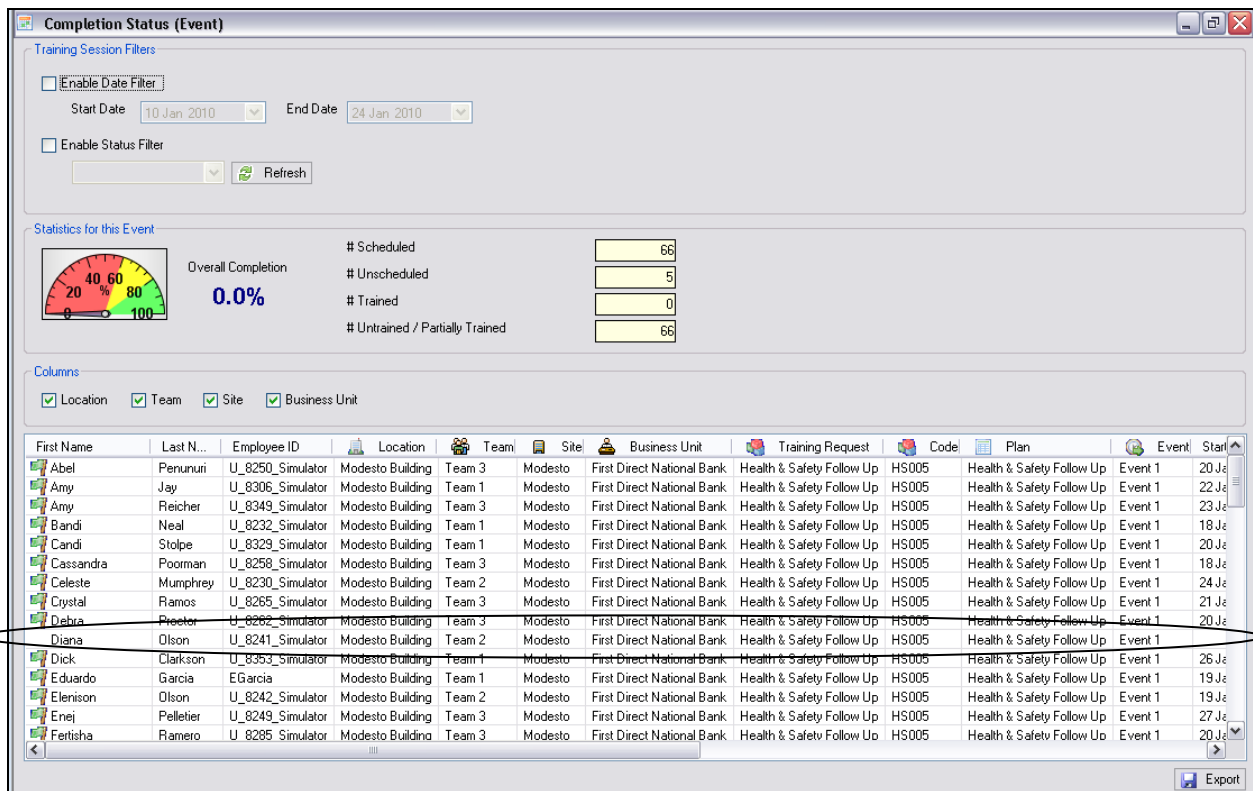 Completion Status (Event)
Training Session Filters
Enable Date Filter
Start Date 10 Jan 2010 End Date 24 Jan 2010
Enable Status Filter
Refresh
Statistics for this Event
Overall Completion
0.0%
0 20 40 60 80 100 %
# Scheduled 66
# Unscheduled 5
# Trained 0
# Untrained / Partially Trained 66
Columns
Location Team Site Business Unit
First Name Last N... Employee ID Location Team Site Business Unit Training Request Code Plan Event Start
Abel Penunuri U_8250_Simulator Modesto Building Team 3 Modesto First Direct National Bank Health & Safety Follow Up HS005 Health & Safety Follow Up Event 1 20 Ja
Amy Jay U_8306_Simulator Modesto Building Team 1 Modesto First Direct National Bank Health & Safety Follow Up HS005 Health & Safety Follow Up Event 1 22 Ja
Amy Reicher U_8349_Simulator Modesto Building Team 3 Modesto First Direct National Bank Health & Safety Follow Up HS005 Health & Safety Follow Up Event 1 23 Ja
Bandi Neal U_8232_Simulator Modesto Building Team 1 Modesto First Direct National Bank Health & Safety Follow Up HS005 Health & Safety Follow Up Event 1 18 Ja
Candi Stolpe U_8329_Simulator Modesto Building Team 1 Modesto First Direct National Bank Health & Safety Follow Up HS005 Health & Safety Follow Up Event 1 20 Ja
Cassandra Poorman U_8258_Simulator Modesto Building Team 3 Modesto First Direct National Bank Health & Safety Follow Up HS005 Health & Safety Follow Up Event 1 18 Ja
Celeste Mumphrey U_8230_Simulator Modesto Building Team 2 Modesto First Direct National Bank Health & Safety Follow Up HS005 Health & Safety Follow Up Event 1 24 Ja
Crystal Ramos U_8265_Simulator Modesto Building Team 3 Modesto First Direct National Bank Health & Safety Follow Up HS005 Health & Safety Follow Up Event 1 21 Ja
Debra Proctor U_8262_Simulator Modesto Building Team 3 Modesto First Direct National Bank Health & Safety Follow Up HS005 Health & Safety Follow Up Event 1 20 Ja
Diana Olson U_8241_Simulator Modesto Building Team 2 Modesto First Direct National Bank Health & Safety Follow Up HS005 Health & Safety Follow Up Event 1
Dick Clarkson U_8353_Simulator Modesto Building Team 1 Modesto First Direct National Bank Health & Safety Follow Up HS005 Health & Safety Follow Up Event 1 26 Ja
Eduardo Garcia EGarcia Modesto Building Team 1 Modesto First Direct National Bank Health & Safety Follow Up HS005 Health & Safety Follow Up Event 1 19 Ja
Elenison Olson U_8242_Simulator Modesto Building Team 2 Modesto First Direct National Bank Health & Safety Follow Up HS005 Health & Safety Follow Up Event 1 19 Ja
Enej Pelletier U_8249_Simulator Modesto Building Team 3 Modesto First Direct National Bank Health & Safety Follow Up HS005 Health & Safety Follow Up Event 1 27 Ja
Fertisha Ramero U_8285_Simulator Modesto Building Team 3 Modesto First Direct National Bank Health & Safety Follow Up HS005 Health & Safety Follow Up Event 1 20 Ja
Export